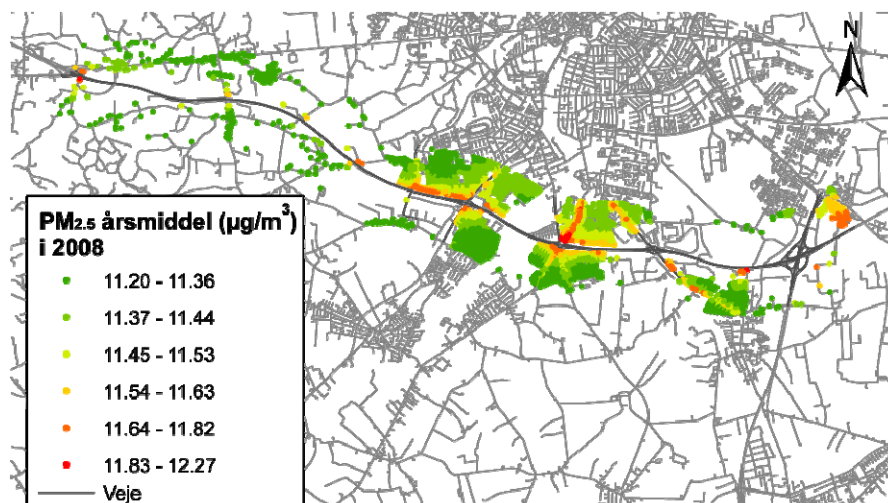 N
PM2.5 årsmiddel (µg/m³)
i 2008
11.20 - 11.36
11.37 - 11.44
11.45 - 11.53
11.54 - 11.63
11.64 - 11.82
11.83 - 12.27
Veje